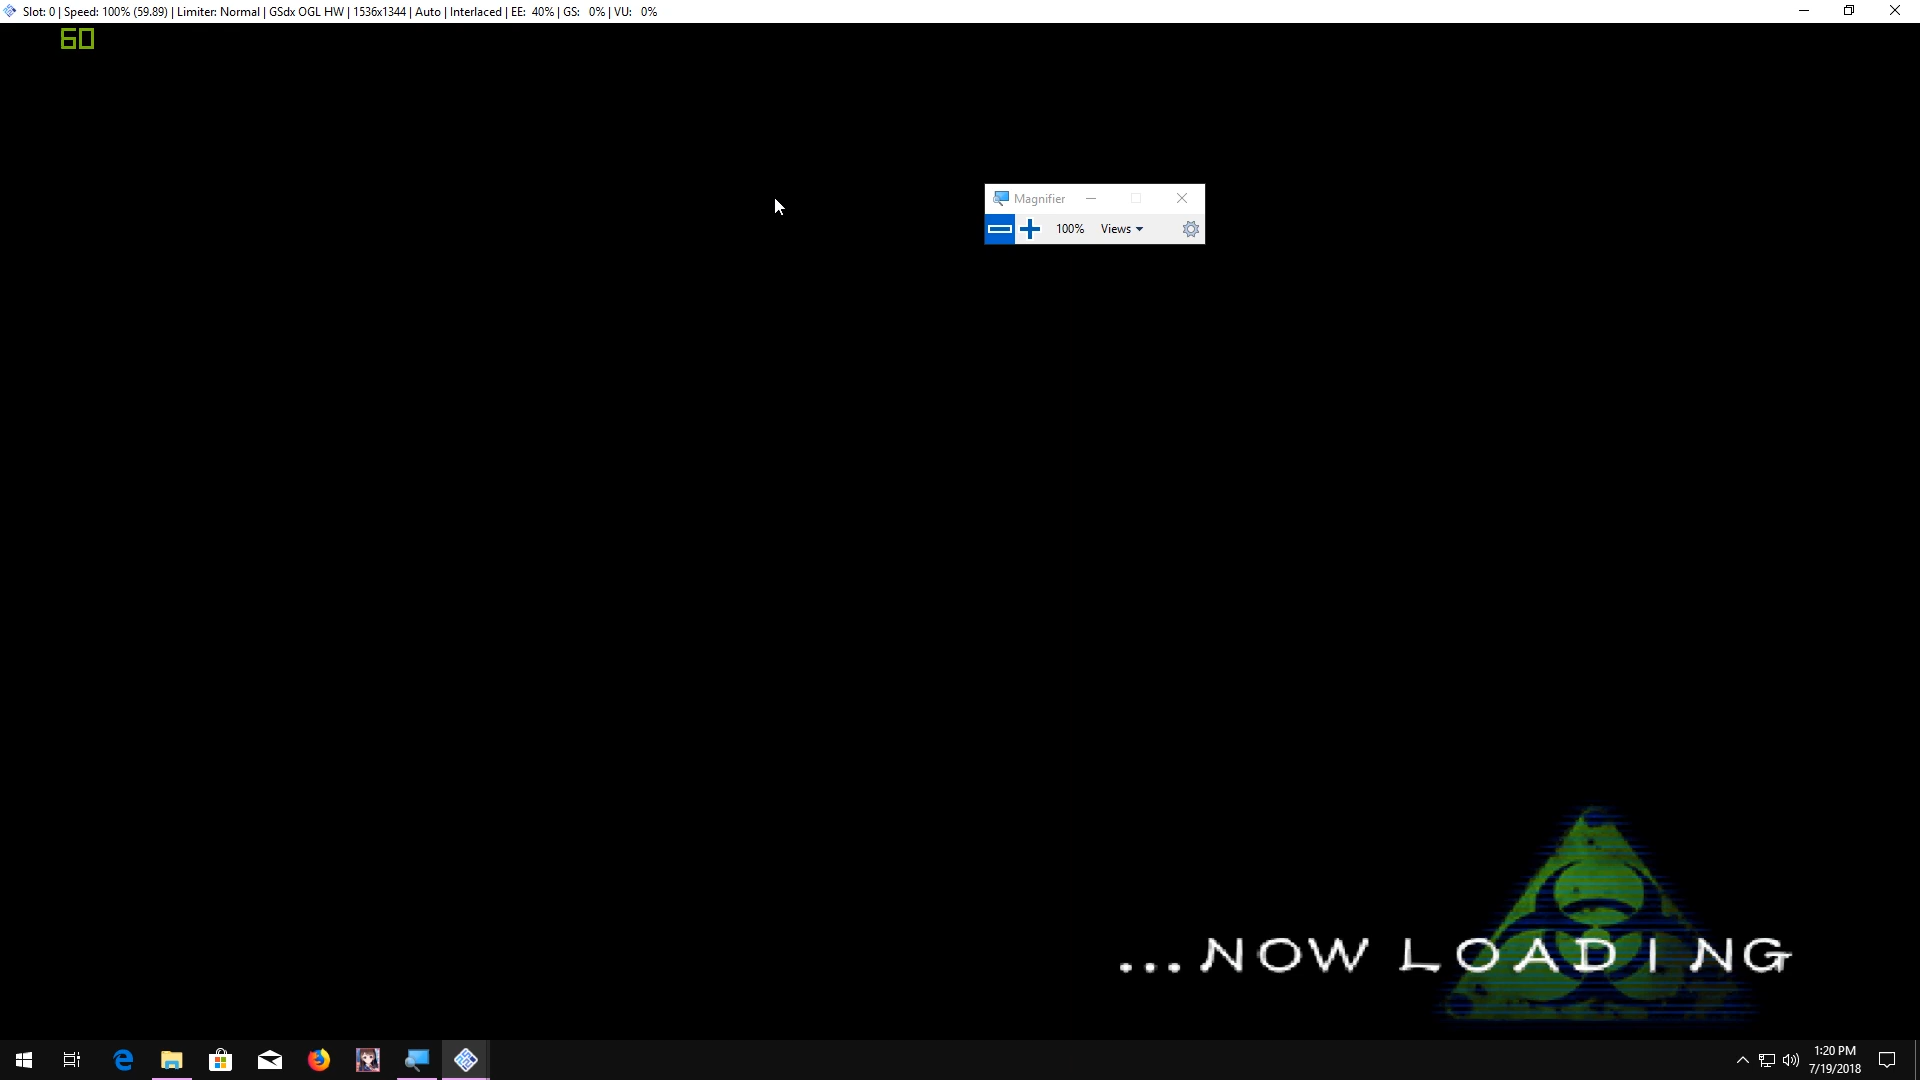 Slot: 0 | Speed: 100% (59.89) | Limiter: Normal | GSdx OGL HW | 1536x1344 | Auto | Interlaced | EE: 40% | GS: 0% | VU: 0%
60
Magnifier
100% Views
...NOW LOADING
1:20 PM
7/19/2018